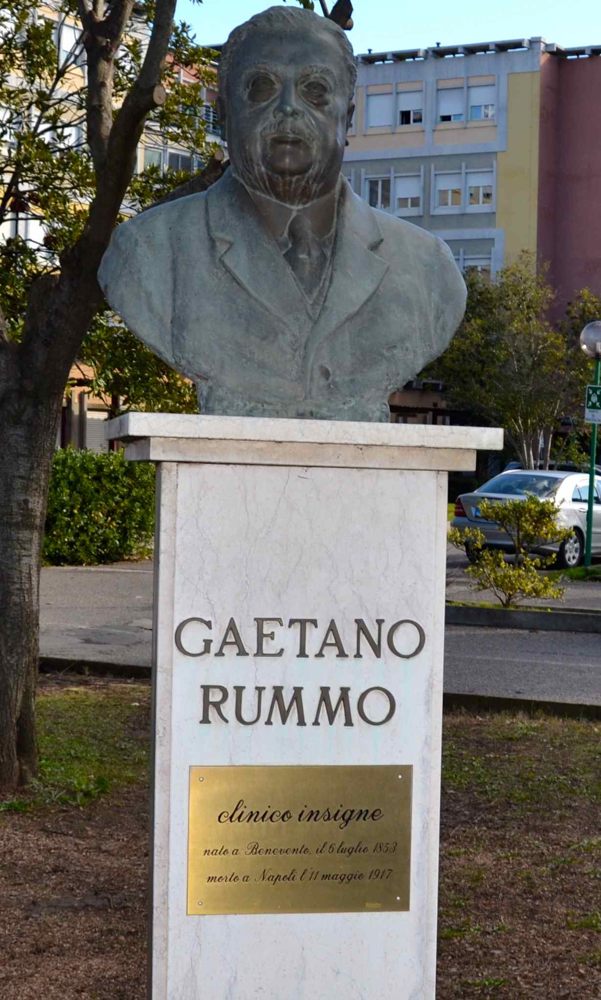 GAETANO
RUMMO
clinico insigne
nato a Benevento, il 6 luglio 1853
morto a Napoli l'11 maggio 1917